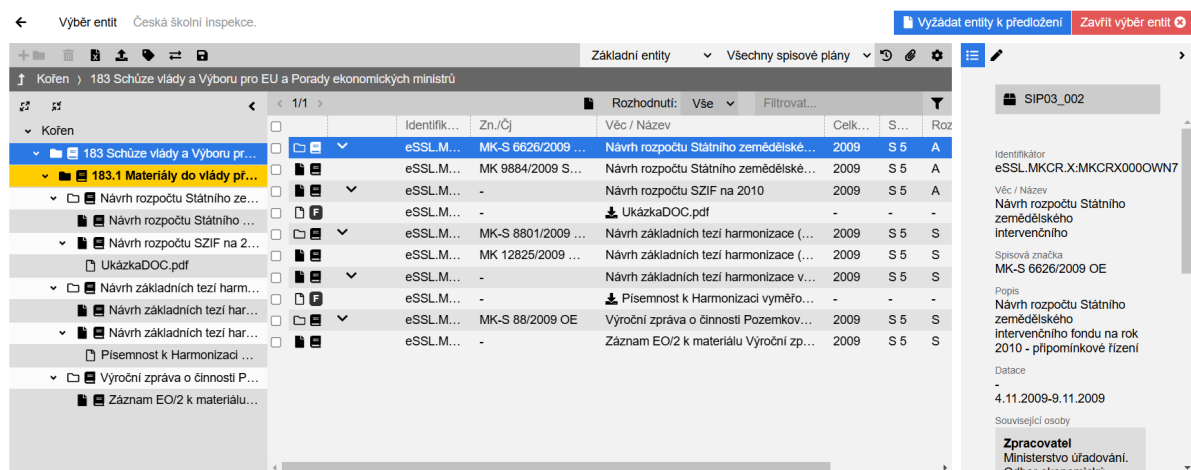 Výběr entit Česká školní inspekce.
Vyžádat entity k předložení Zavřít výběr entit
Základní entity Všechny spisové plány
Kořen 183 Schůze vlády a Výboru pro EU a Porady ekonomických ministrů
1/1 Rozhodnutí: Vše Filtrovat...
Kořen
183 Schůze vlády a Výboru pr...
183.1 Materiály do vlády př...
Návrh rozpočtu Státního ze...
Návrh rozpočtu Státního ...
Návrh rozpočtu SZIF na 2...
UkázkaDOC.pdf
Návrh základních tezí harm...
Návrh základních tezí har...
Návrh základních tezí har...
Písemnost k Harmonizaci ...
Výroční zpráva o činnosti P...
Záznam EO/2 k materiálu...
Identifik... Zn./Čj Věc / Název Celk... S... Roz
eSSL.M... MK-S 6626/2009 ... Návrh rozpočtu Státního zemědělské... 2009 S 5 A
eSSL.M... MK 9884/2009 S... Návrh rozpočtu Státního zemědělské... 2009 S 5 A
eSSL.M... - Návrh rozpočtu SZIF na 2010 2009 S 5 A
F eSSL.M... - UkázkaDOC.pdf - - -
eSSL.M... MK-S 8801/2009 ... Návrh základních tezí harmonizace (... 2009 S 5 S
eSSL.M... MK 12825/2009 ... Návrh základních tezí harmonizace (... 2009 S 5 S
eSSL.M... - Návrh základních tezí harmonizace v... 2009 S 5 S
F eSSL.M... - Písemnost k Harmonizaci vyměřo... - - -
eSSL.M... MK-S 88/2009 OE Výroční zpráva o činnosti Pozemkov... 2009 S 5 S
eSSL.M... - Záznam EO/2 k materiálu Výroční zp... 2009 S 5 S
SIP03_002
Identifikátor
eSSL.MKCR.X:MKCRX000OWN7
Věc / Název
Návrh rozpočtu Státního
zemědělského
intervenčního
Spisová značka
MK-S 6626/2009 OE
Popis
Návrh rozpočtu Státního
zemědělského
intervenčního fondu na rok
2010 - připomínkové řízení
Datace
-
4.11.2009-9.11.2009
Související osoby
Zpracovatel
Ministerstvo úřadování.
Odbor ekonomický